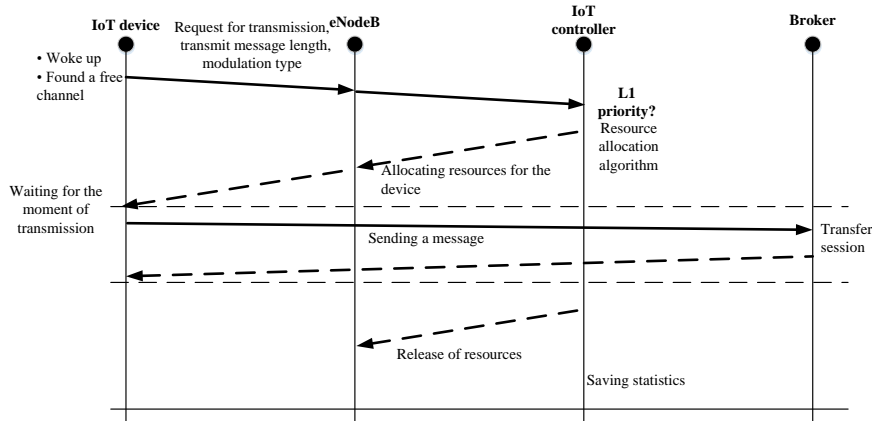 IoT device
eNodeB
IoT
controller
Broker
Request for transmission,
transmit message length,
modulation type
• Woke up
• Found a free
channel
L1
priority?
Resource
allocation
algorithm
Allocating resources for the
device
Waiting for the
moment of
transmission
Sending a message
Transfer
session
Release of resources
Saving statistics